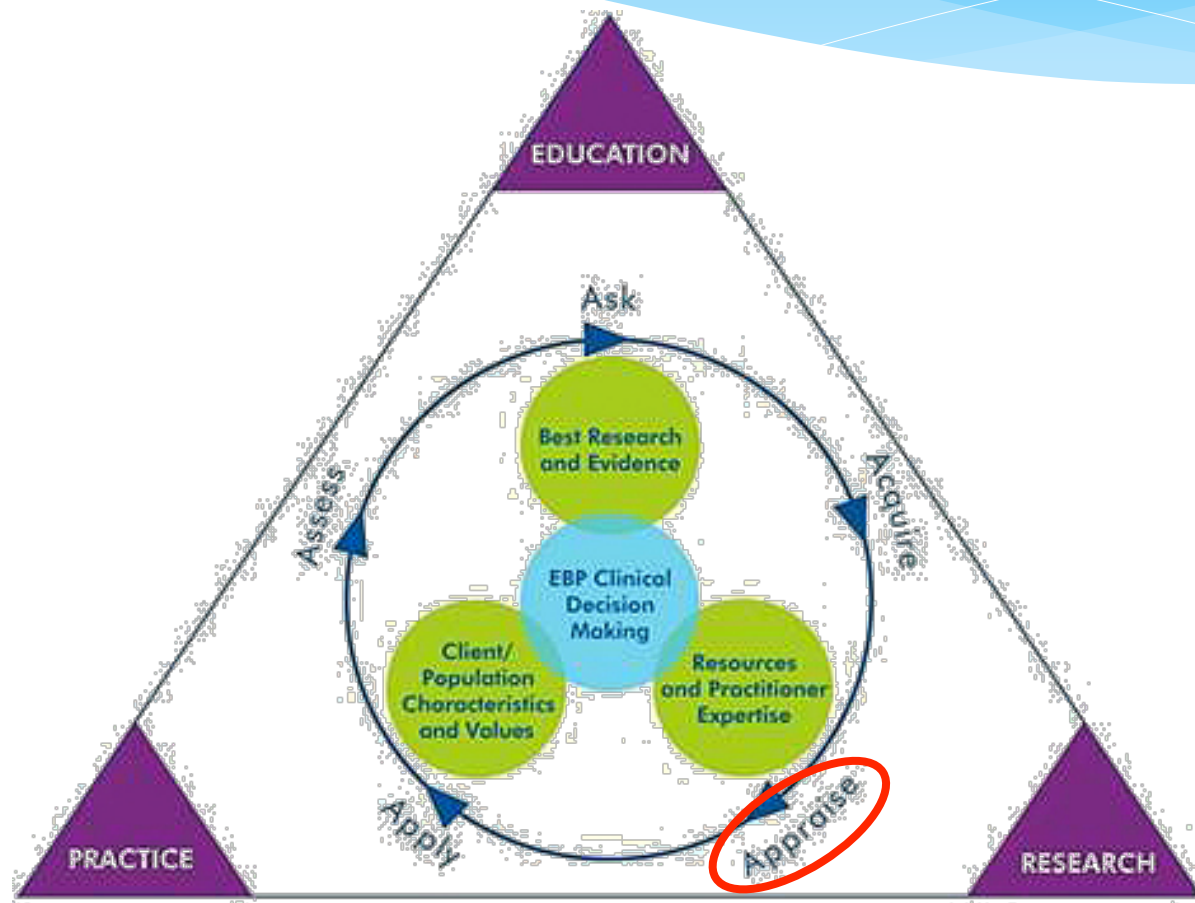 EDUCATION
Ask
Best Research
and Evidence
Assess
Acquire
EBP Clinical
Decision
Making
Client/
Population
Characteristics
and Values
Resources
and Practitioner
Expertise
Apply
Appraise
PRACTICE
RESEARCH